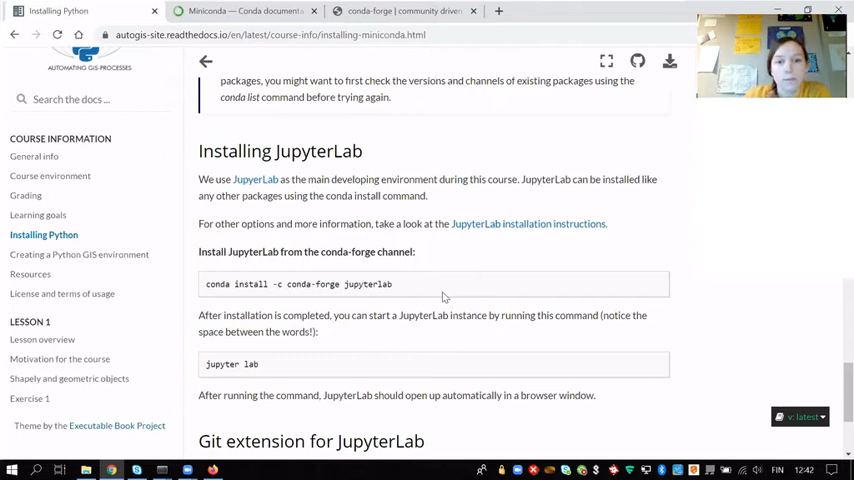 Installing Python
Miniconda — Conda documenta
conda-forge | community driven
autogis-site.readthedocs.io/en/latest/course-info/installing-miniconda.html
AUTOMATING GIS-PROCESSES
Search the docs ...
COURSE INFORMATION
General info
Course environment
Grading
Learning goals
Installing Python
Creating a Python GIS environment
Resources
License and terms of usage
LESSON 1
Lesson overview
Motivation for the course
Shapely and geometric objects
Exercise 1
Theme by the Executable Book Project
packages, you might want to first check the versions and channels of existing packages using the
conda list command before trying again.
Installing JupyterLab
We use JupyerLab as the main developing environment during this course. JupyterLab can be installed like
any other packages using the conda install command.
For other options and more information, take a look at the JupyterLab installation instructions.
Install JupyterLab from the conda-forge channel:
conda install -c conda-forge jupyterlab
After installation is completed, you can start a JupyterLab instance by running this command (notice the
space between the words!):
jupyter lab
After running the command, JupyterLab should open up automatically in a browser window.
Git extension for JupyterLab
v: latest
FIN
12:42